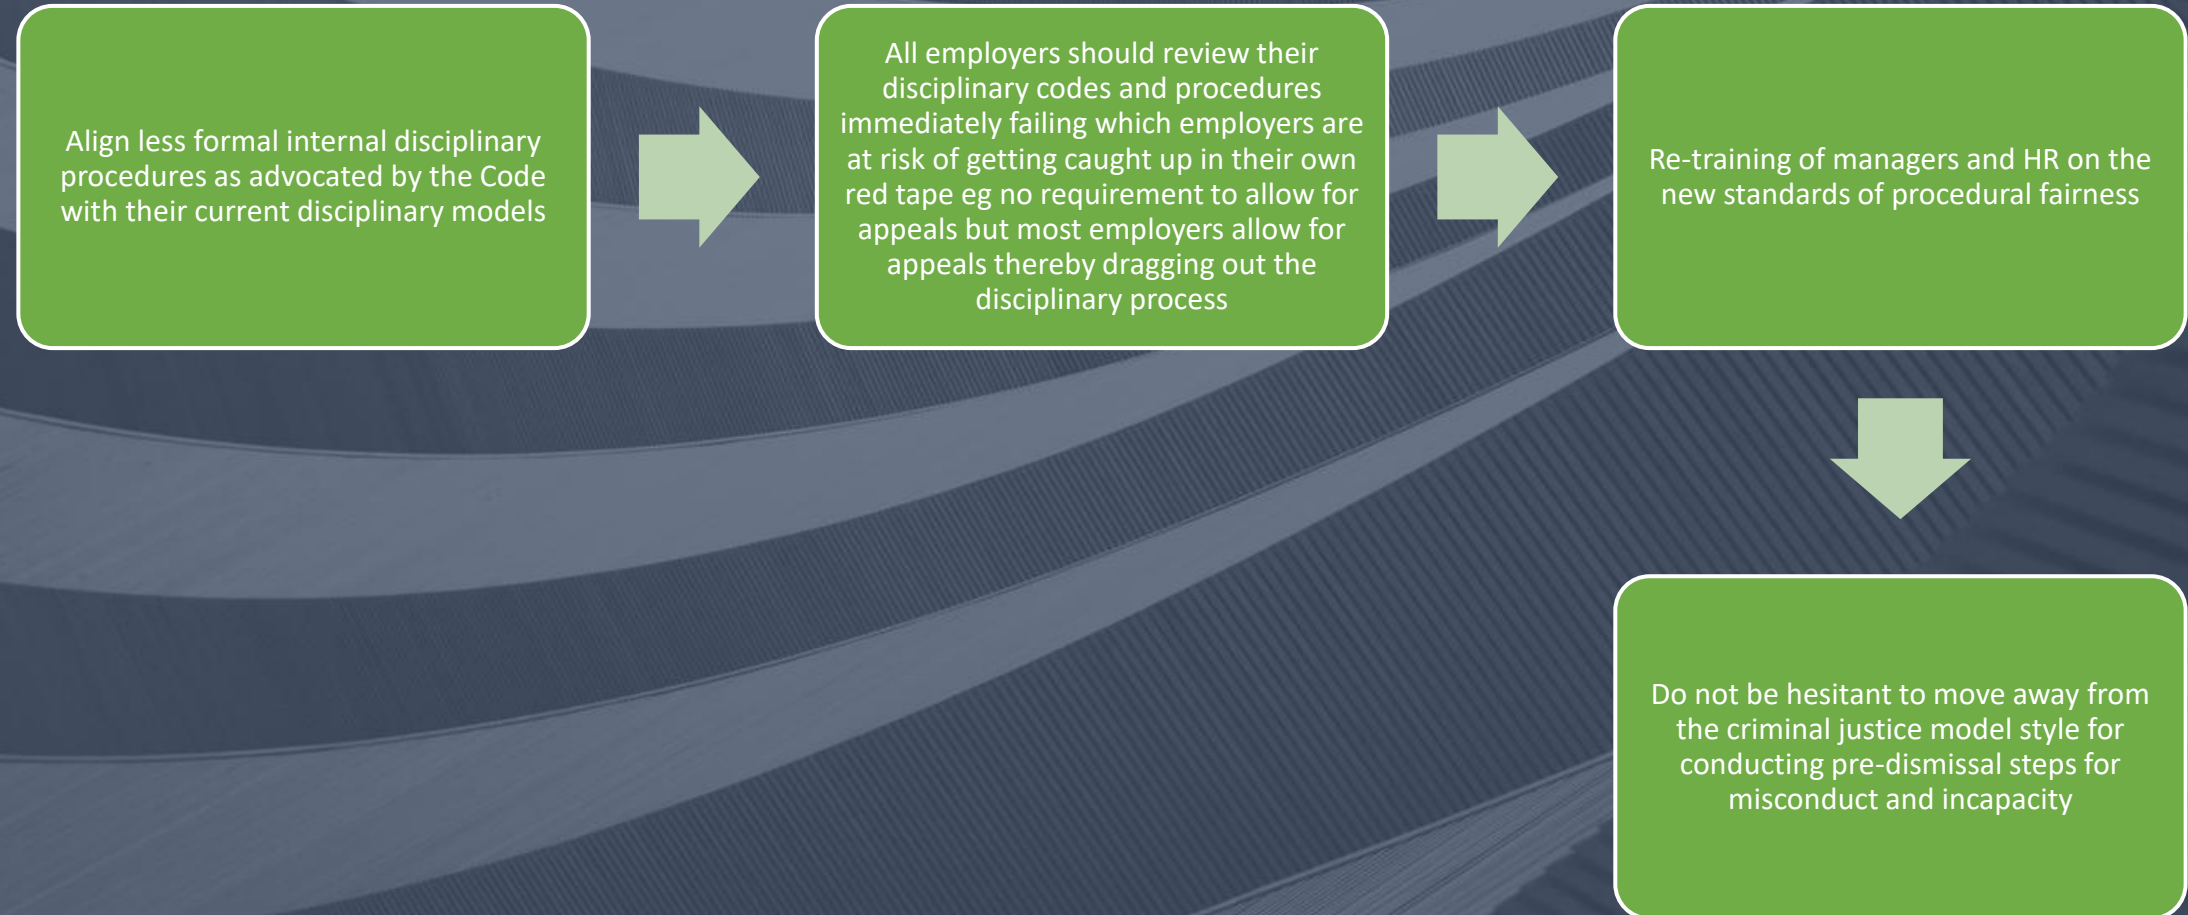 Align less formal internal disciplinary
procedures as advocated by the Code
with their current disciplinary models
All employers should review their
disciplinary codes and procedures
immediately failing which employers are
at risk of getting caught up in their own
red tape eg no requirement to allow for
appeals but most employers allow for
appeals thereby dragging out the
disciplinary process
Re-training of managers and HR on the
new standards of procedural fairness
Do not be hesitant to move away from
the criminal justice model style for
conducting pre-dismissal steps for
misconduct and incapacity